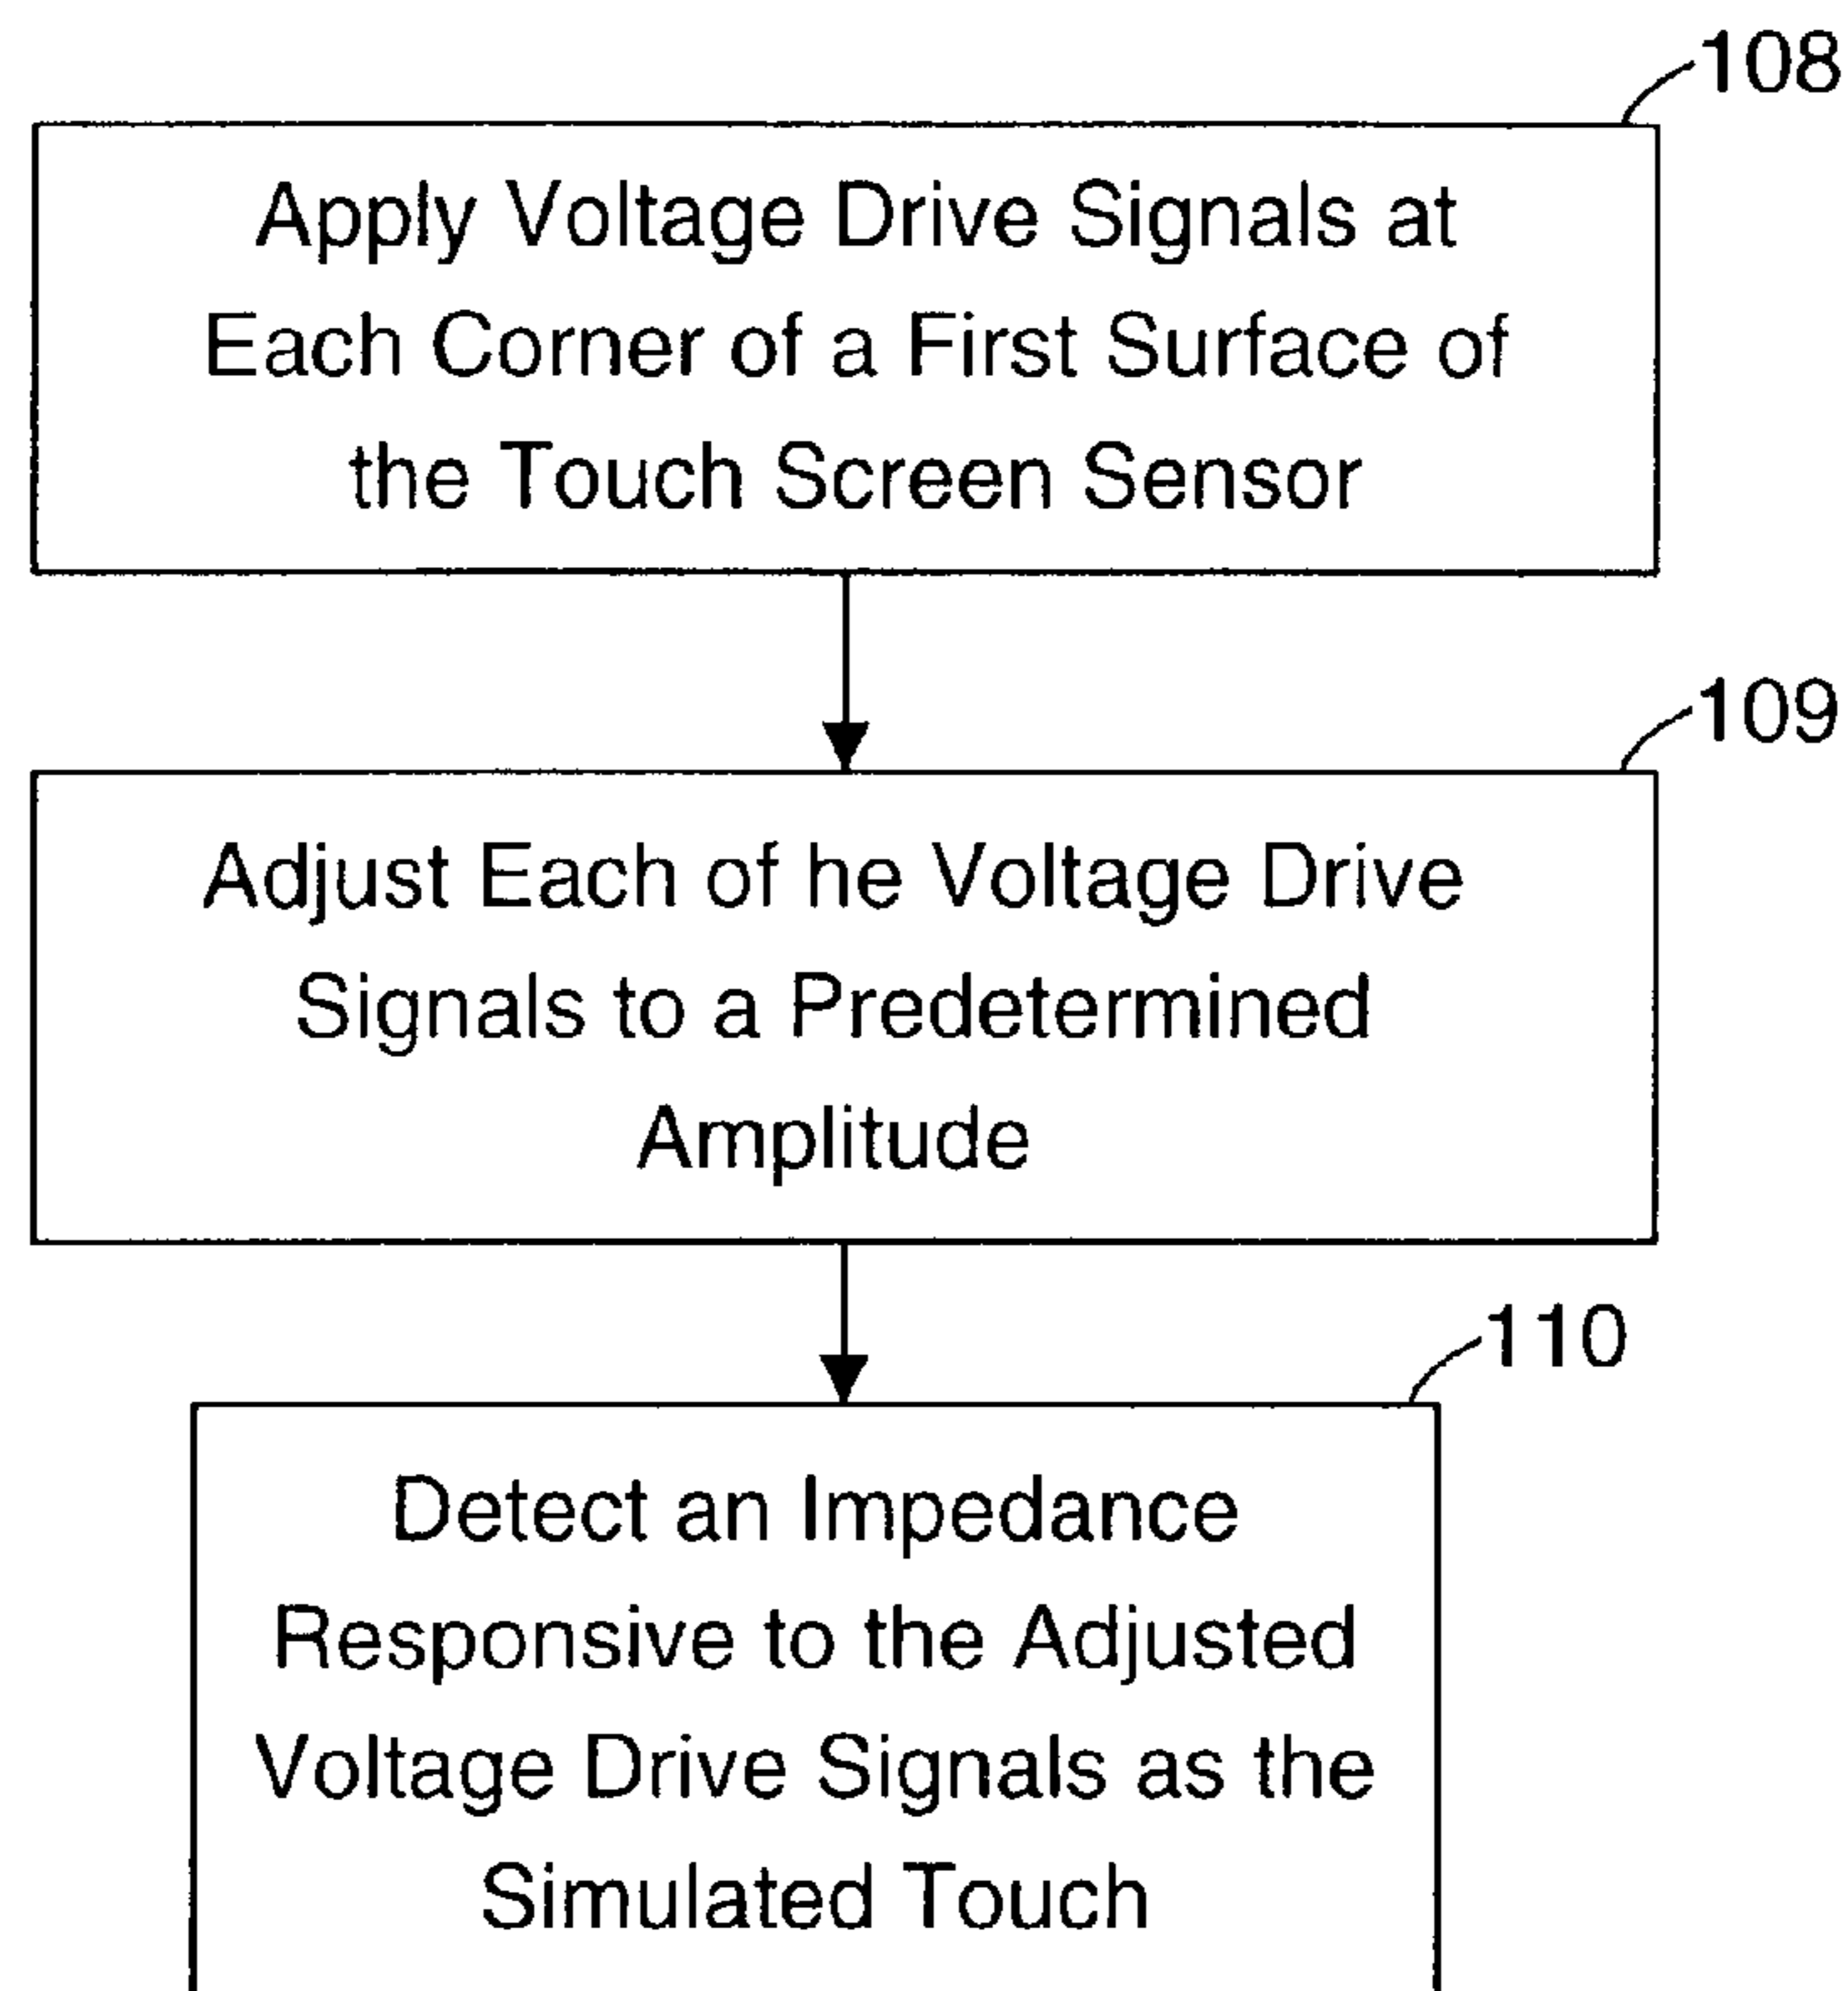 108
Apply Voltage Drive Signals at
Each Corner of a First Surface of
the Touch Screen Sensor
109
Adjust Each of he Voltage Drive
Signals to a Predetermined
Amplitude
110
Detect an Impedance
Responsive to the Adjusted
Voltage Drive Signals as the
Simulated Touch